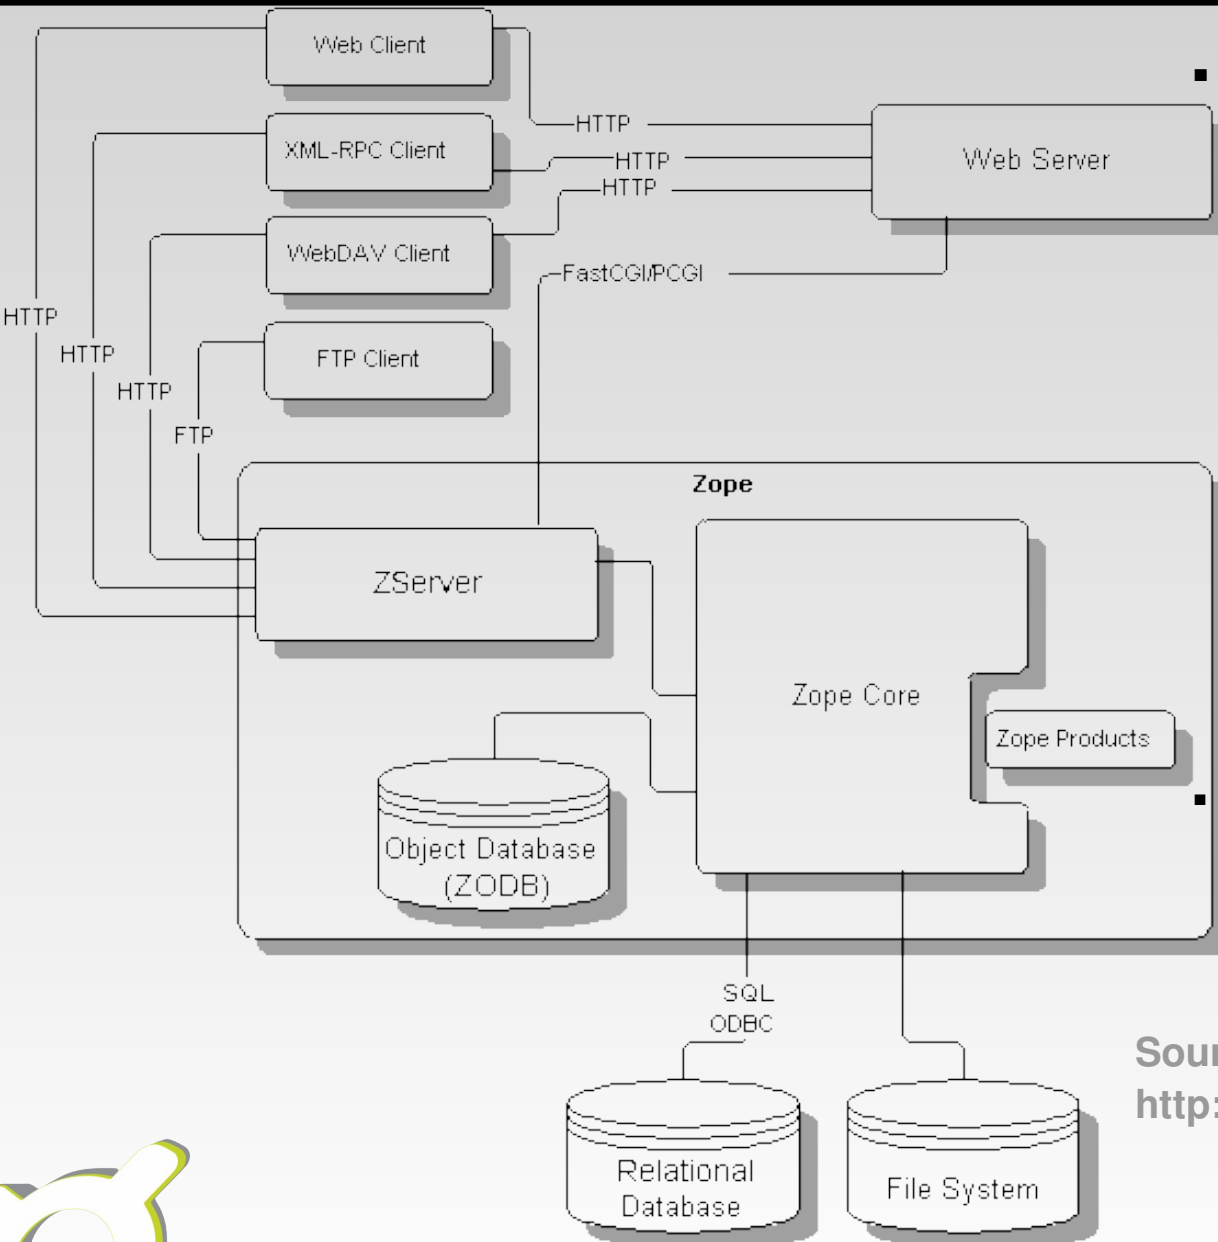 Web Client
HTTP
XML-RPC Client
HTTP
Web Server
HTTP
WebDAV Client
FastCGI/PCGI
HTTP
HTTP
FTP Client
HTTP
FTP
Zope
ZServer
Zope Core
Zope Products
Object Database
(ZODB)
SQL
ODBC
Sour
http:
Relational
Database
File System